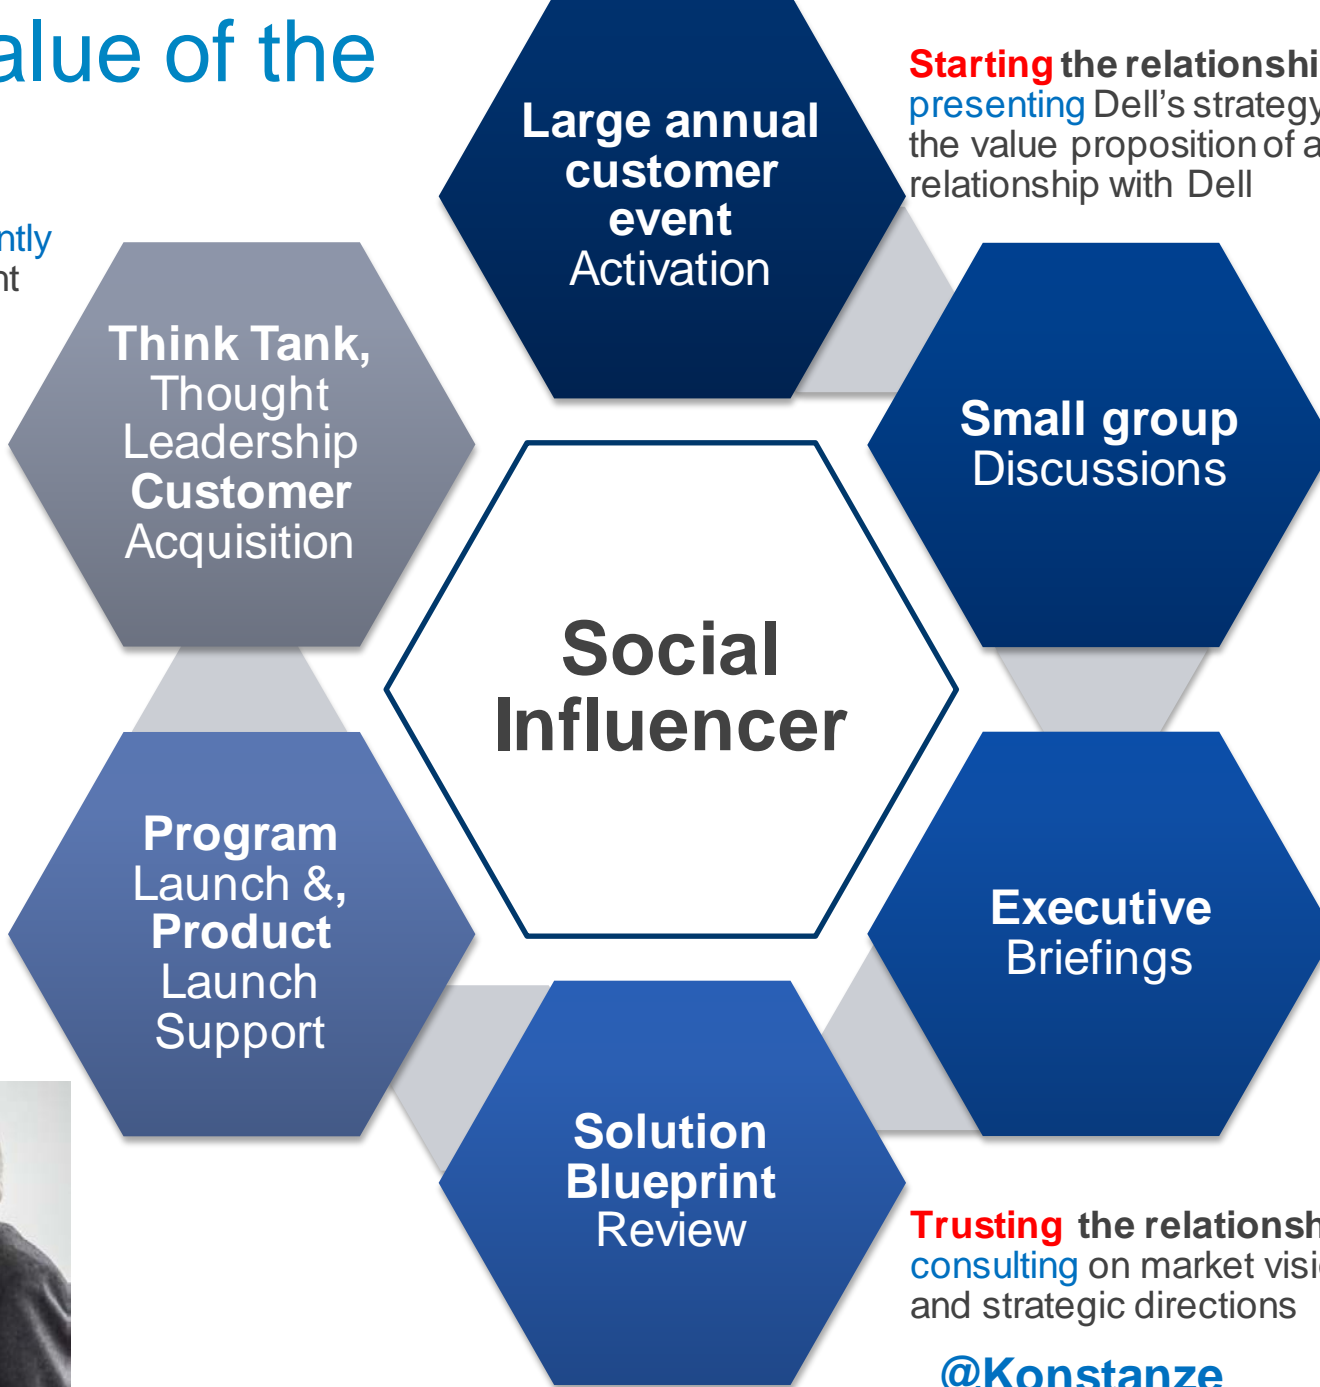 alue of the
Starting the relationshi
presenting Dell's strategy
the value proposition of a
relationship with Dell
ntly
nt
Large annual
customer
event
Activation
Small group
Discussions
Executive
Briefings
Solution
Blueprint
Review
Program
Launch &,
Product
Launch
Support
Think Tank,
Thought
Leadership
Customer
Acquisition
Social
Influencer
Trusting the relationsh
consulting on market visi
and strategic directions
@Konstanze